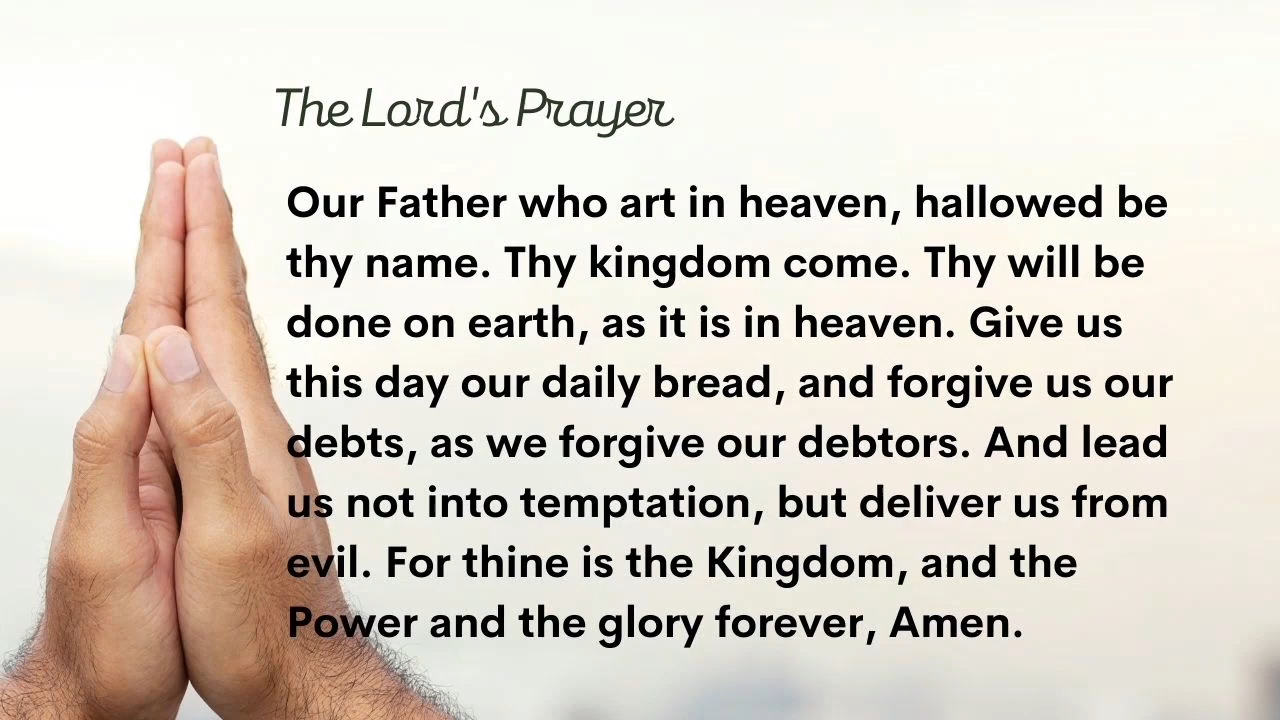 The Lord's Prayer
Our Father who art in heaven, hallowed be
thy name. Thy kingdom come. Thy will be
done on earth, as it is in heaven. Give us
this day our daily bread, and forgive us our
debts, as we forgive our debtors. And lead
us not into temptation, but deliver us from
evil. For thine is the Kingdom, and the
Power and the glory forever, Amen.